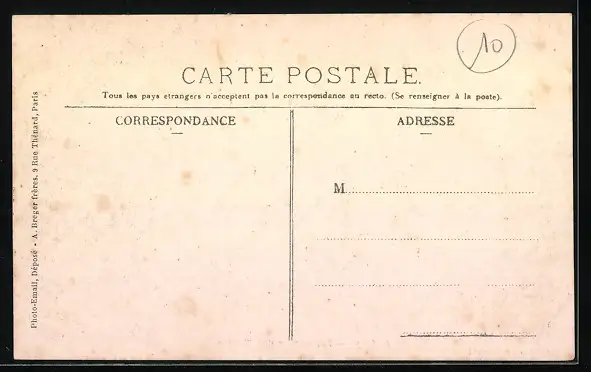 10
CARTE POSTALE.
Tous les pays etrangers n'acceptent pas la correspondance au recto. (Se renseigner à la poste).
CORRESPONDANCE
ADRESSE
M
Photo-Email, Déposé - A. Breger frères, 9 Rue Thénard, Paris